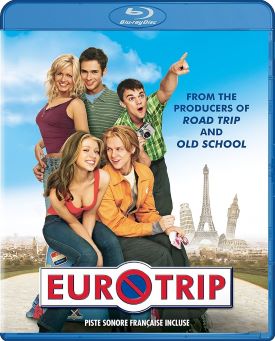 Blu-ray Disc
FROM THE
PRODUCERS OF
ROAD TRIP
AND
OLD SCHOOL
EUROTRIP
PISTE SONORE FRANÇAISE INCLUSE